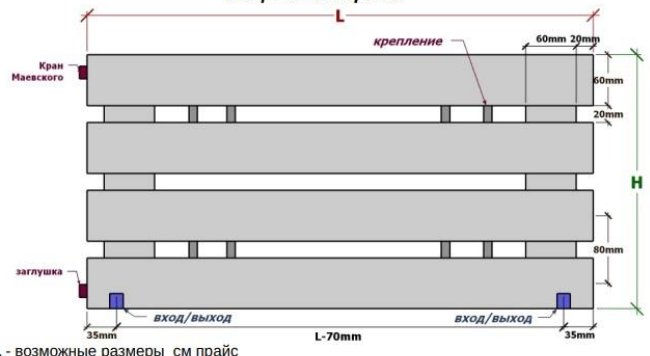 L
крепление
60mm 20mm
Кран
Маевского
60mm
20mm
H
80mm
заглушка
вход/выход
вход/выход
35mm
L-70mm
35mm
- возможные размеры см прайс